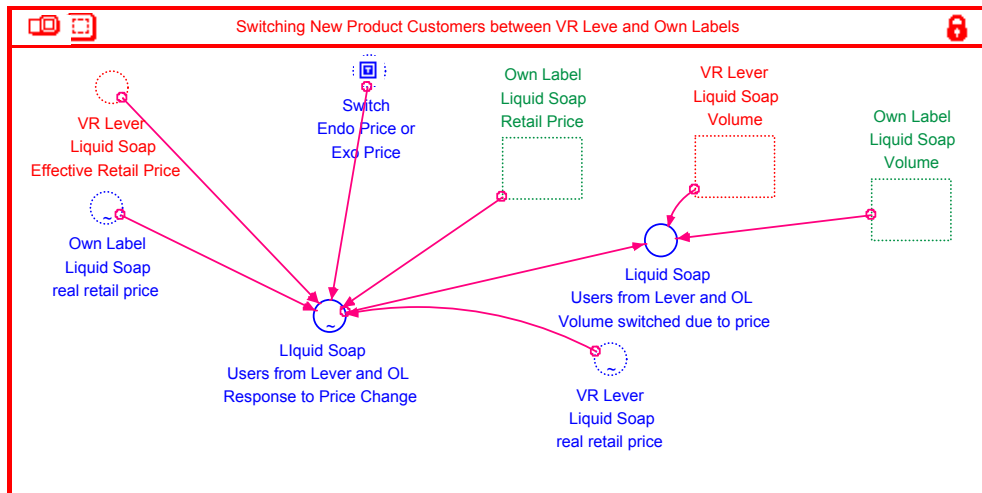 Switching New Product Customers between VR Leve and Own Labels
VR Lever
Liquid Soap
Effective Retail Price
Switch
Endo Price or
Exo Price
Own Label
Liquid Soap
Retail Price
VR Lever
Liquid Soap
Volume
Own Label
Liquid Soap
Volume
Own Label
Liquid Soap
real retail price
Liquid Soap
Users from Lever and OL
Volume switched due to price
LIquid Soap
Users from Lever and OL
Response to Price Change
VR Lever
Liquid Soap
real retail price